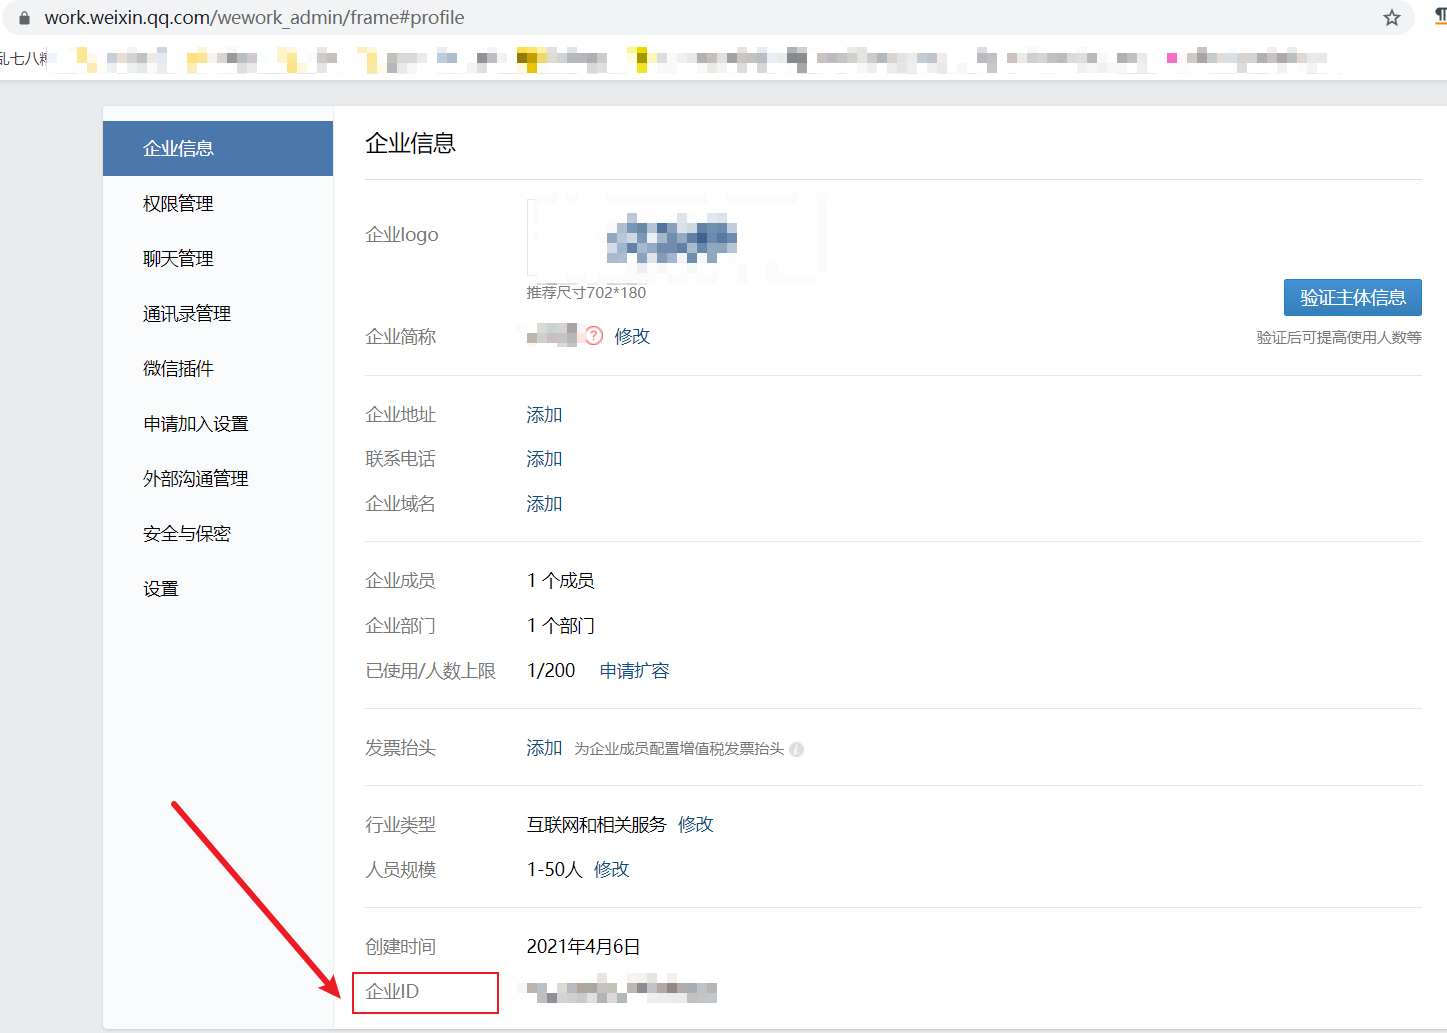 work.weixin.qq.com/wework_admin/frame#profile
乱七八糟
企业信息
权限管理
聊天管理
通讯录管理
微信插件
申请加入设置
外部沟通管理
安全与保密
设置
企业信息
企业logo
推荐尺寸702*180
验证主体信息
企业简称 ? 修改
验证后可提高使用人数等
企业地址 添加
联系电话 添加
企业域名 添加
企业成员 1 个成员
企业部门 1 个部门
已使用/人数上限 1/200 申请扩容
发票抬头 添加 为企业成员配置增值税发票抬头 i
行业类型 互联网和相关服务 修改
人员规模 1-50人 修改
创建时间 2021年4月6日
企业ID